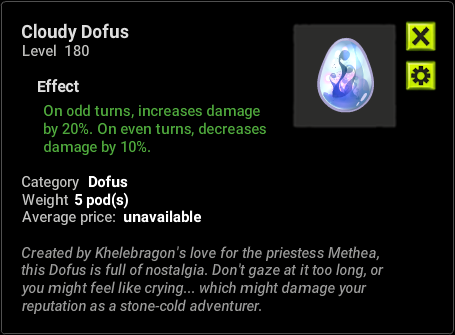 Cloudy Dofus
Level 180
Effect
On odd turns, increases damage
by 20%. On even turns, decreases
damage by 10%.
Category Dofus
Weight 5 pod(s)
Average price: unavailable
Created by Khelebragon's love for the priestess Methea,
this Dofus is full of nostalgia. Don't gaze at it too long, or
you might feel like crying... which might damage your
reputation as a stone-cold adventurer.